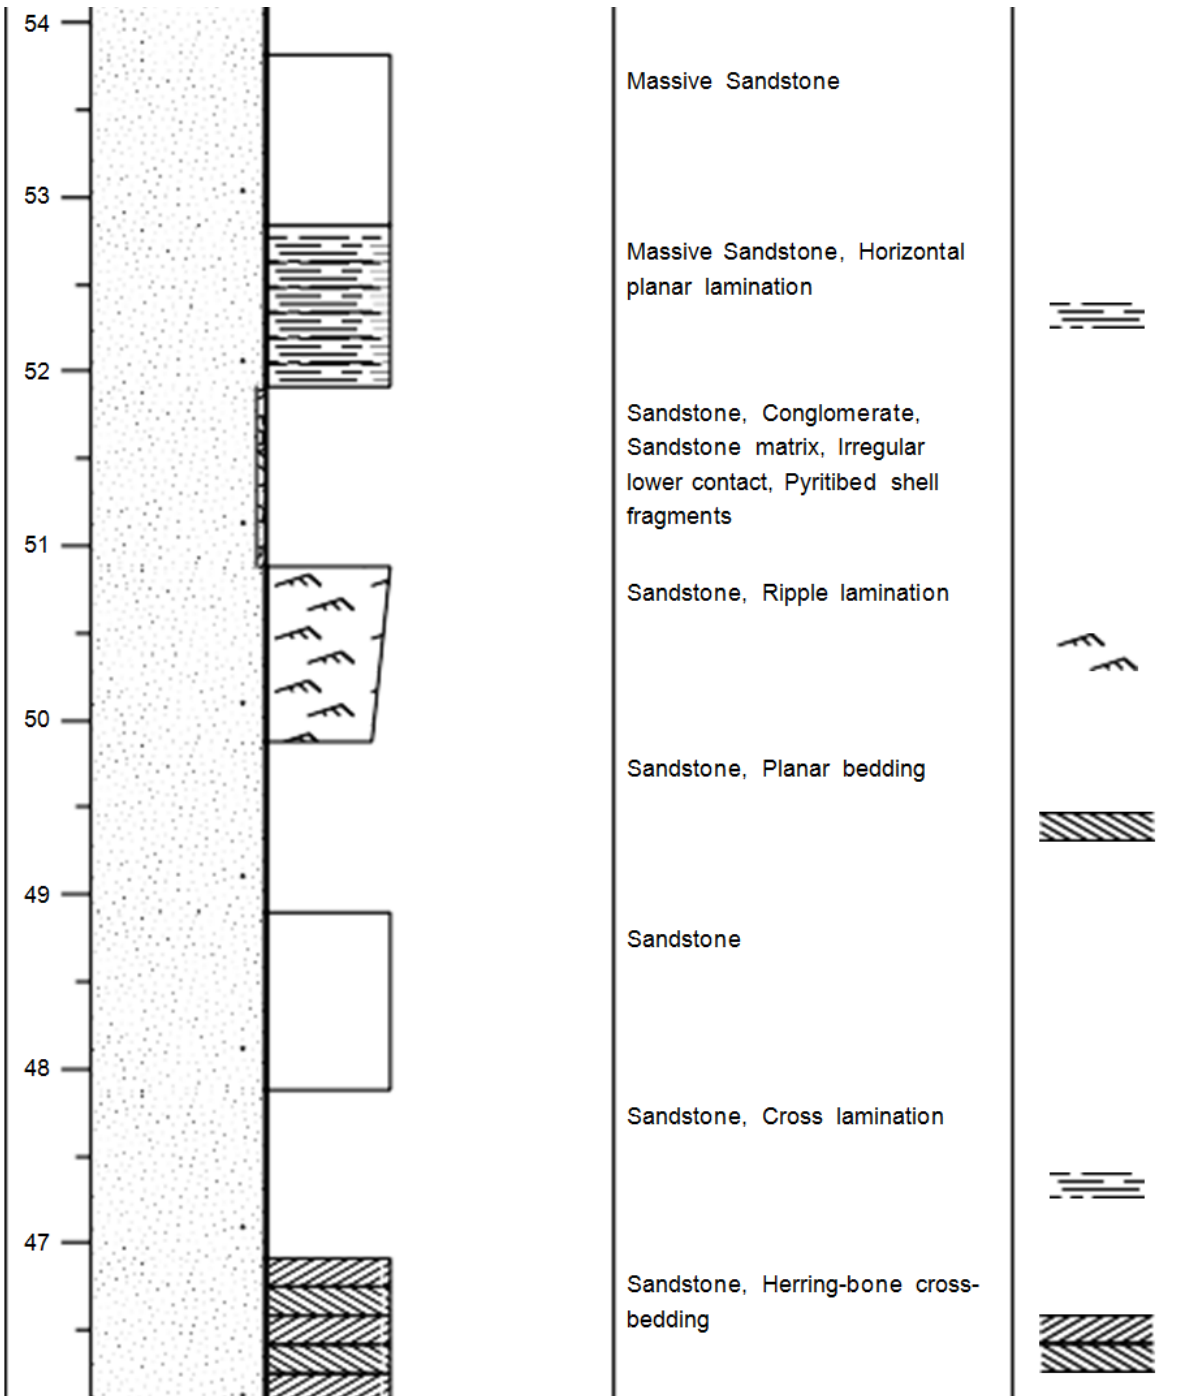 54
Massive Sandstone
53
Massive Sandstone, Horizontal
planar lamination
52
Sandstone, Conglomerate,
Sandstone matrix, Irregular
lower contact, Pyritibed shell
fragments
51
Sandstone, Ripple lamination
50
Sandstone, Planar bedding
49
Sandstone
48
Sandstone, Cross lamination
47
Sandstone, Herring-bone cross-
bedding